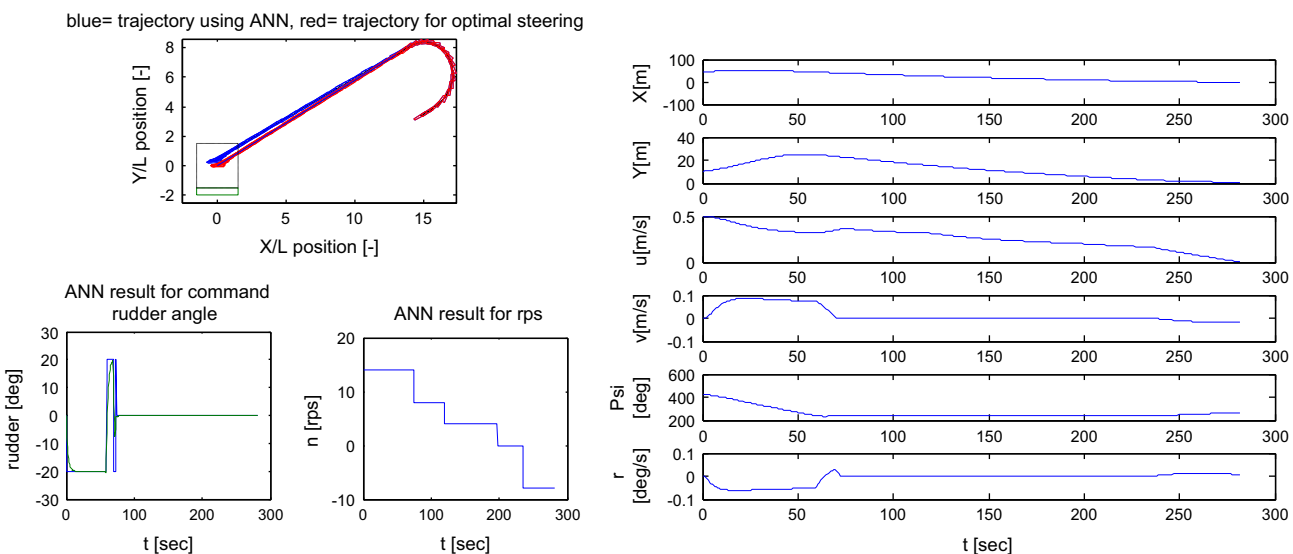 blue= trajectory using ANN, red= trajectory for optimal steering
8
6
4
2
0
-2
Y/L position [-]
0 5 10 15
X/L position [-]
ANN result for command
rudder angle
30
20
10
0
-10
-20
-30
rudder [deg]
0 100 200 300
t [sec]
ANN result for rps
20
10
0
-10
n [rps]
0 100 200 300
t [sec]
X[m]
100
0
-100
0 50 100 150 200 250 300
Y[m]
40
20
0
0 50 100 150 200 250 300
u[m/s]
0.5
0
0 50 100 150 200 250 300
v[m/s]
0.1
0
-0.1
0 50 100 150 200 250 300
Psi
[deg]
600
400
200
0 50 100 150 200 250 300
r
[deg/s]
0.1
0
-0.1
0 50 100 150 200 250 300
t [sec]